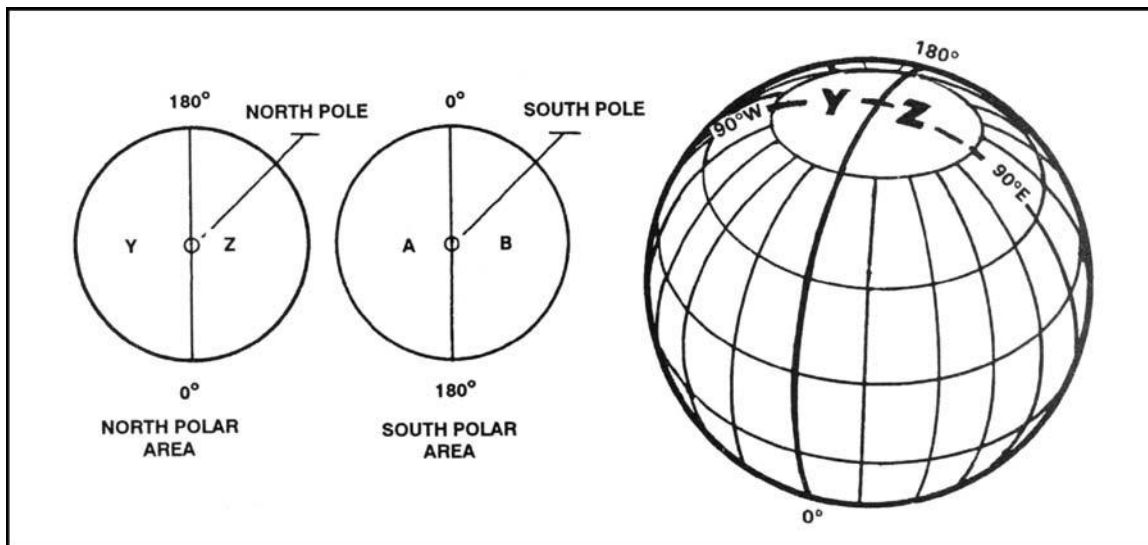 180°
NORTH POLE
Y
Z
0°
NORTH POLAR
AREA
0°
SOUTH POLE
A
B
180°
SOUTH POLAR
AREA
180°
90°W
Y
Z
90°E
0°